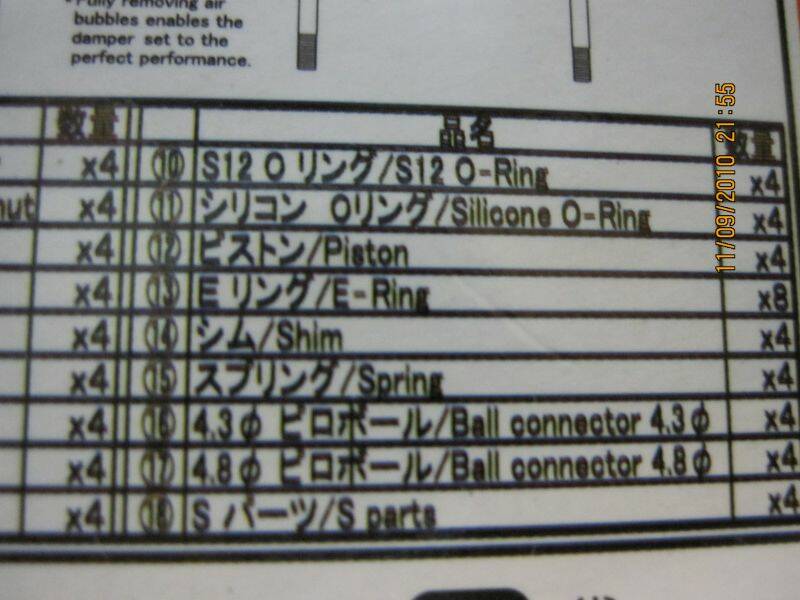 Fully removing air
bubbles enables the
damper set to the
perfect performance.
数量 品名 数量
x4 ⑩ S12 O リング/S12 O-Ring x4
nut x4 ⑪ シリコン Oリング/Silicone O-Ring x4
x4 ⑫ ピストン/Piston x4
x4 ⑬ E リング/E-Ring x8
x4 ⑭ シム/Shim x4
x4 ⑮ スプリング/Spring x4
x4 ⑯ 4.3φ ピロボール/Ball connector 4.3φ x4
x4 ⑰ 4.8φ ピロボール/Ball connector 4.8φ x4
x4 ⑱ S パーツ/S parts x4
11/09/2010 21:55